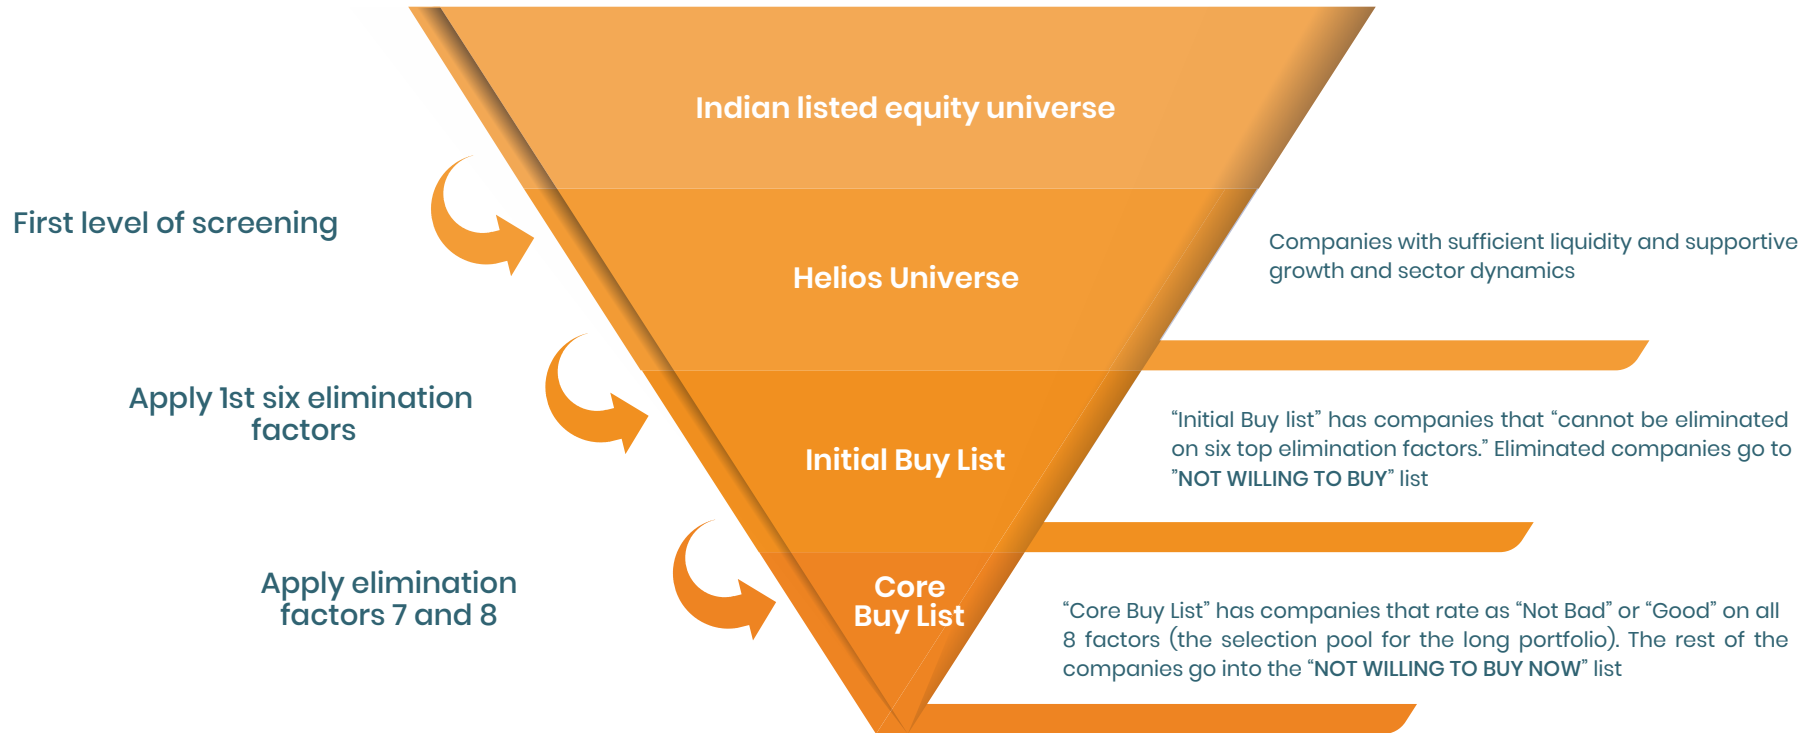 Indian listed equity universe
First level of screening
Helios Universe
Companies with sufficient liquidity and supportive
growth and sector dynamics
Apply 1st six elimination
factors
Initial Buy List
“Initial Buy list” has companies that “cannot be eliminated
on six top elimination factors.” Eliminated companies go to
”NOT WILLING TO BUY” list
Apply elimination
factors 7 and 8
Core
Buy List
“Core Buy List” has companies that rate as “Not Bad” or “Good” on all
8 factors (the selection pool for the long portfolio). The rest of the
companies go into the “NOT WILLING TO BUY NOW” list